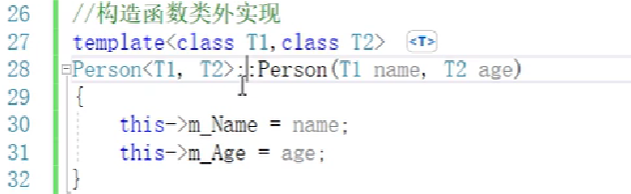 26 //构造函数类外实现
27 template<class T1,class T2> <T>
28 Person<T1, T2>::Person(T1 name, T2 age)
29 {
30 this->m_Name = name;
31 this->m_Age = age;
32 }